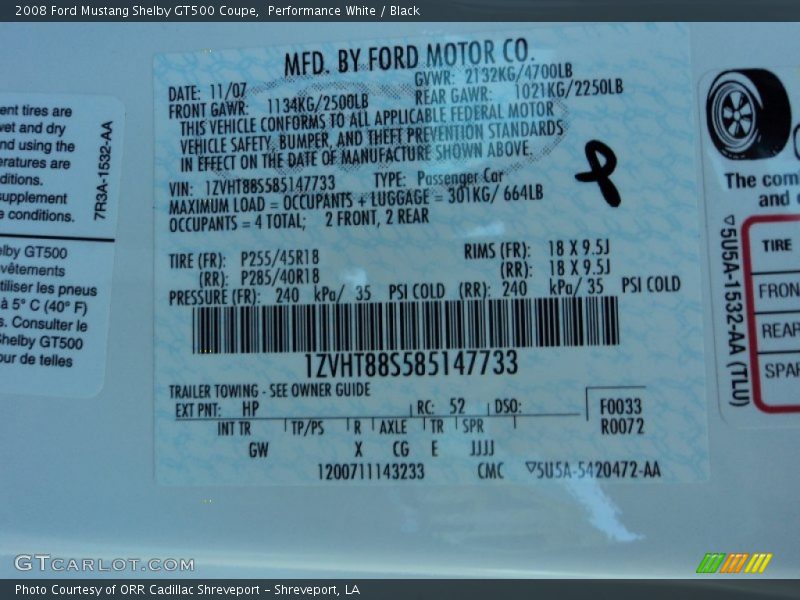 2008 Ford Mustang Shelby GT500 Coupe, Performance White / Black
MFD. BY FORD MOTOR CO.
DATE: 11/07 GVWR: 2132KG/4700LB
FRONT GAWR: 1134KG/2500LB REAR GAWR: 1021KG/2250LB
THIS VEHICLE CONFORMS TO ALL APPLICABLE FEDERAL MOTOR
VEHICLE SAFETY, BUMPER, AND THEFT PREVENTION STANDARDS
IN EFFECT ON THE DATE OF MANUFACTURE SHOWN ABOVE.
VIN: 1ZVHT88S585147733 TYPE: Passenger Car
MAXIMUM LOAD = OCCUPANTS + LUGGAGE = 301KG/ 664LB
OCCUPANTS = 4 TOTAL; 2 FRONT, 2 REAR
TIRE (FR): P255/45R18 RIMS (FR): 18 X 9.5J
(RR): P285/40R18 (RR): 18 X 9.5J
PRESSURE (FR): 240 kPa/ 35 PSI COLD (RR): 240 kPa/ 35 PSI COLD
1ZVHT88S585147733
TRAILER TOWING - SEE OWNER GUIDE
EXT PNT: HP RC: 52 DSO: F0033
INT TR TP/PS R AXLE TR SPR R0072
GW X CG E JJJJ
1200711143233 CMC ▽5U5A-5420472-AA
ent tires are
vet and dry
nd using the
eratures are
ditions.
supplement
e conditions.
7R3A-1532-AA
elby GT500
vêtements
tiliser les pneus
à 5° C (40° F)
s. Consulter le
Shelby GT500
our de telles
The com
and
▽5U5A-1532-AA (TLU)
TIRE
FRON
REAR
SPAR
GTCARLOT.COM
Photo Courtesy of ORR Cadillac Shreveport - Shreveport, LA